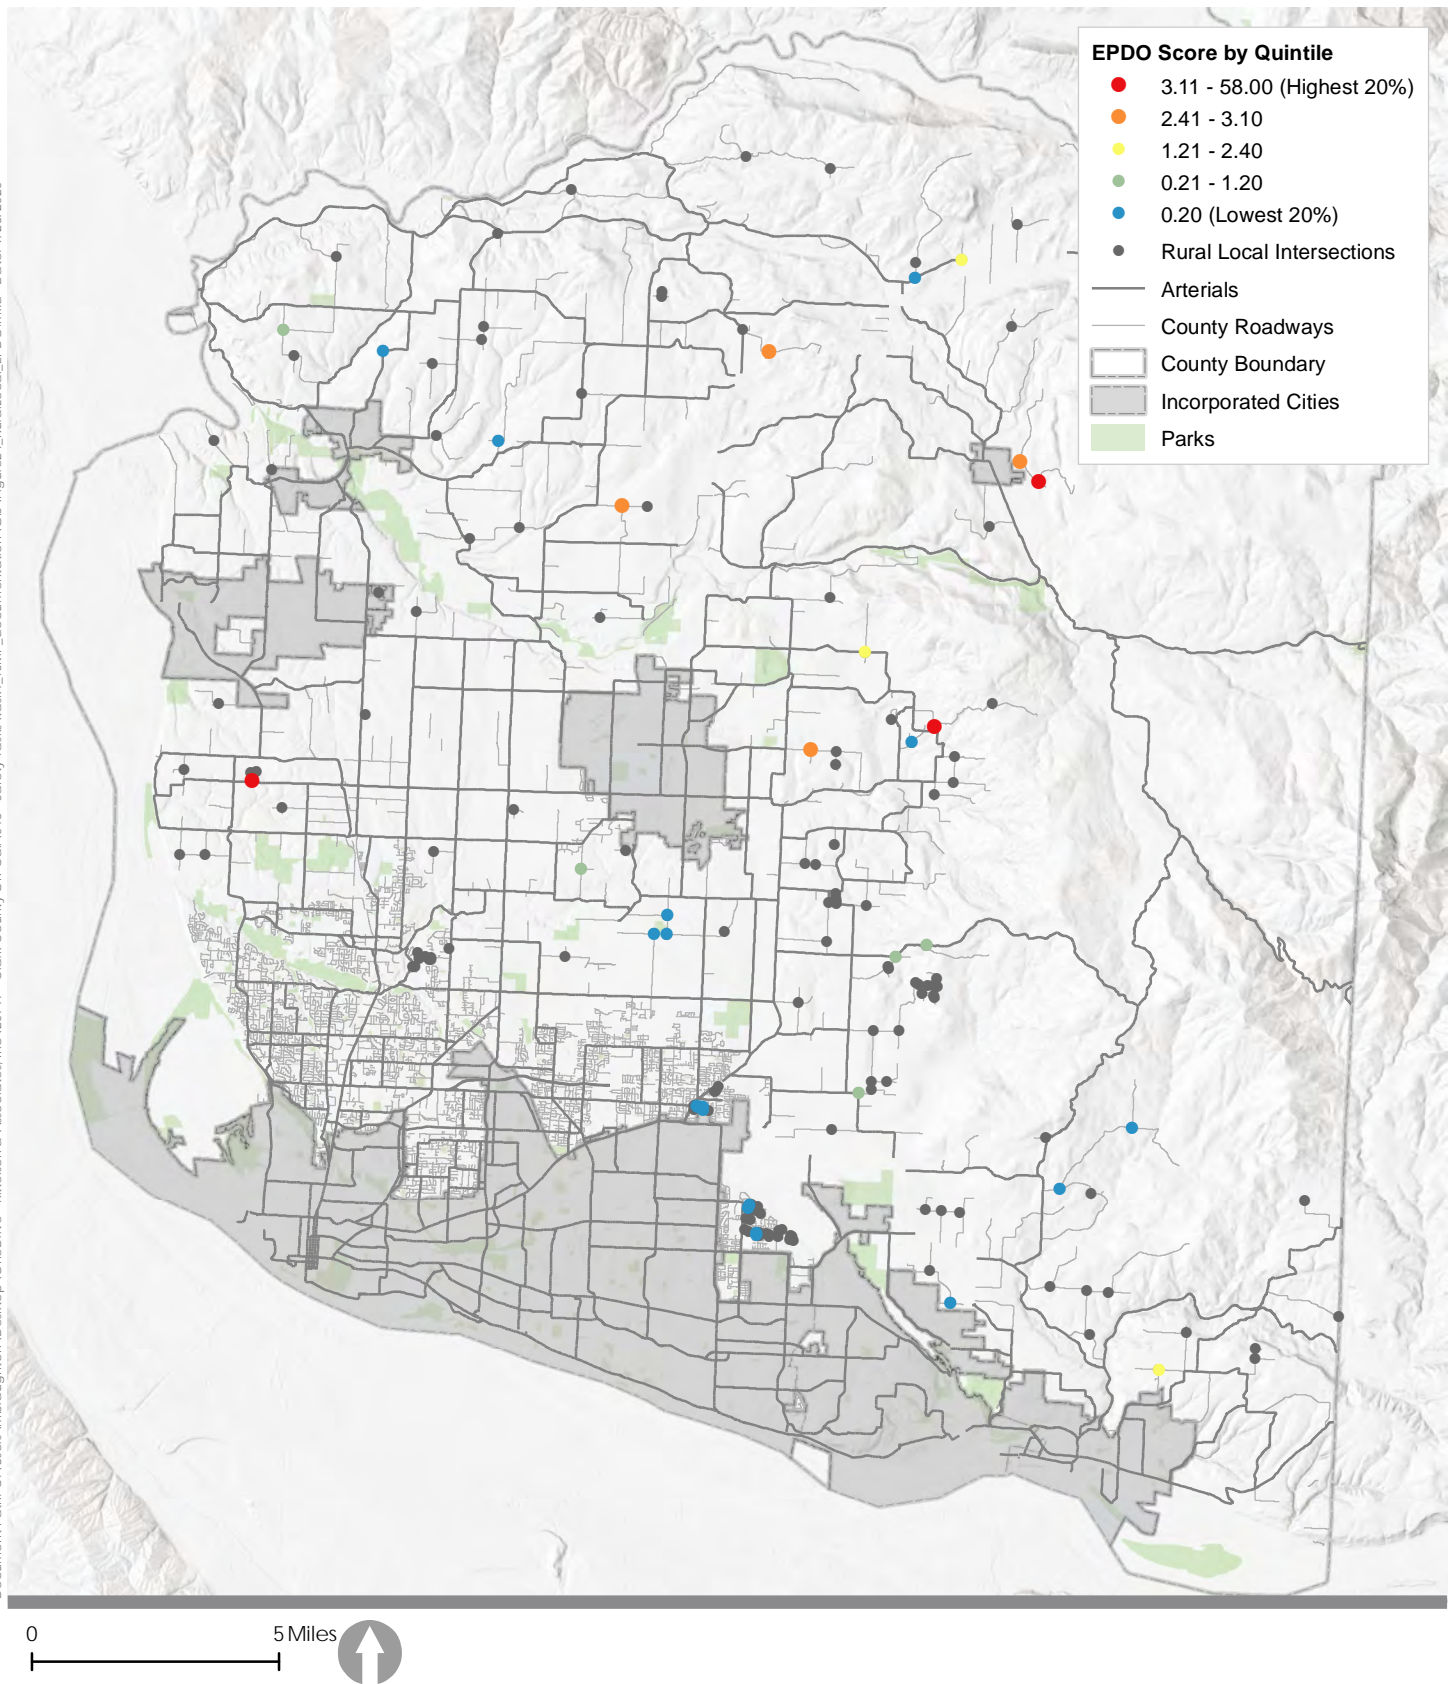 EPDO Score by Quintile
3.11 - 58.00 (Highest 20%)
2.41 - 3.10
1.21 - 2.40
0.21 - 1.20
0.20 (Lowest 20%)
Rural Local Intersections
Arterials
County Roadways
County Boundary
Incorporated Cities
Parks
0 5 Miles